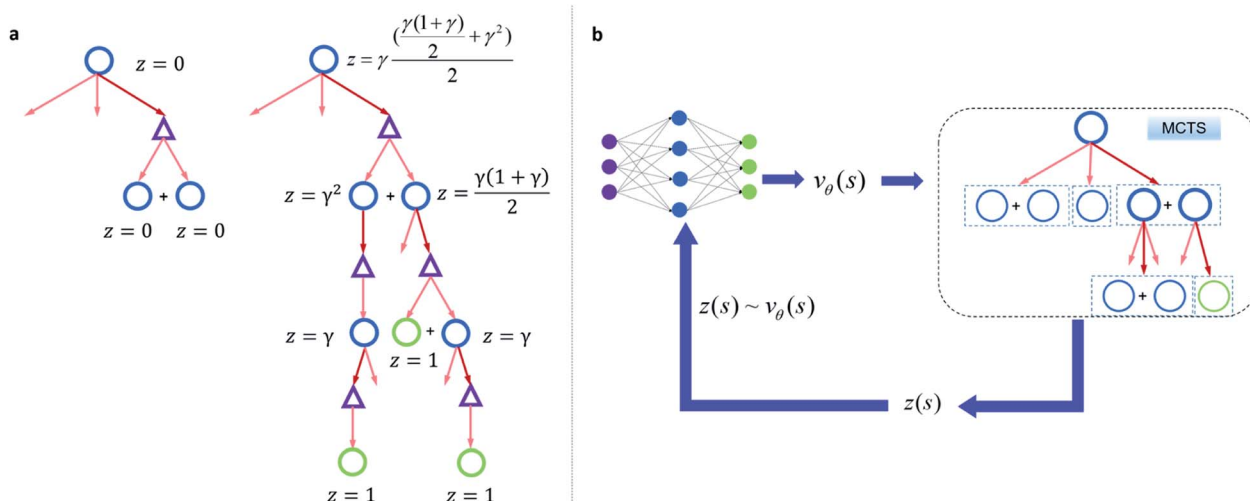 a
z = 0
+
z = 0 z = 0
z = γ ((γ(1+γ)/2 + γ²)/2)
z = γ² + z = γ(1 + γ)/2
z = γ + z = γ
z = 1
z = 1 z = 1
b
MCTS
v_θ(s)
+ +
+
z(s) ~ v_θ(s)
z(s)